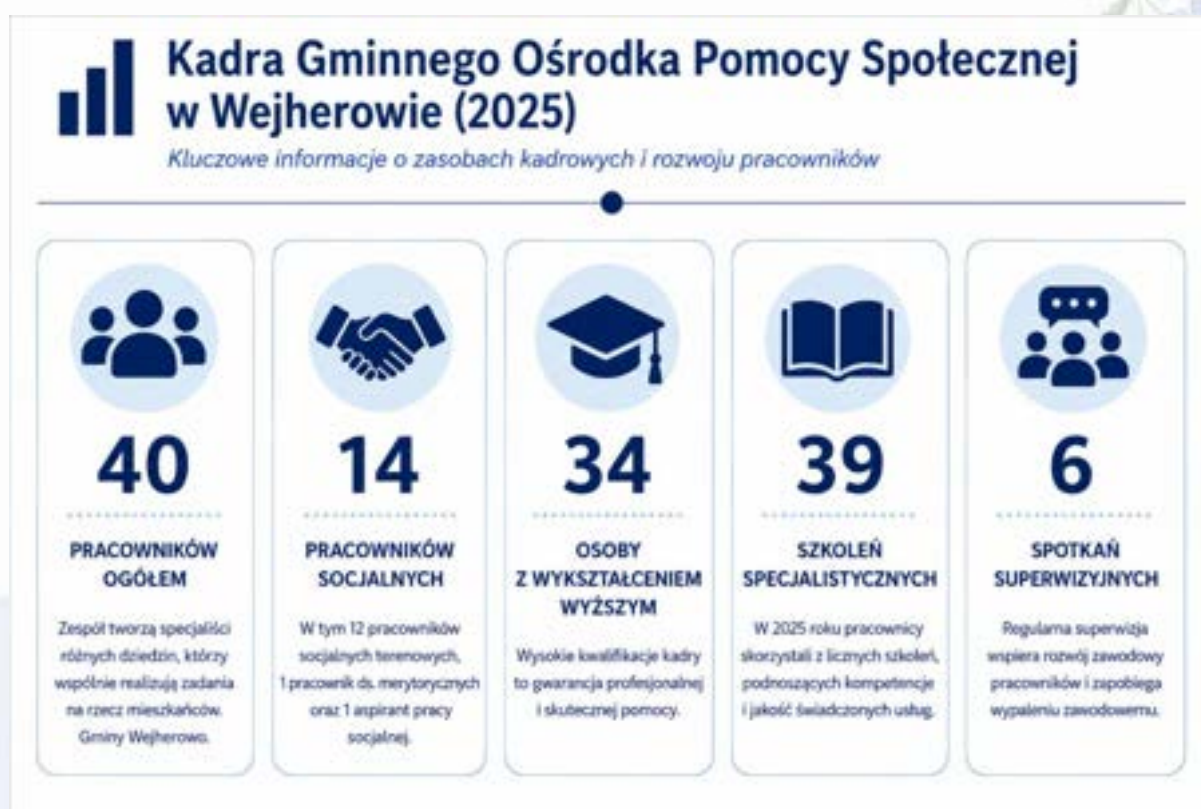 Kadra Gminnego Ośrodka Pomocy Społecznej
w Wejherowie (2025)
Kluczowe informacje o zasobach kadrowych i rozwoju pracowników
40
PRACOWNIKÓW
OGÓŁEM
Zespół tworzą specjaliści
różnych dziedzin, którzy
wspólnie realizują zadania
na rzecz mieszkańców.
Gminy Wejherowo.
14
PRACOWNIKÓW
SOCJALNYCH
W tym 12 pracowników
socjalnych terenowych,
1 pracownik ds. merytorycznych
oraz 1 aspirant pracy
socjalnej.
34
OSOBY
Z WYKSZTAŁCENIEM
WYŻSZYM
Wysokie kwalifikacje kadry
to gwarancja profesjonalnej
i skutecznej pomocy.
39
SZKOLEŃ
SPECJALISTYCZNYCH
W 2025 roku pracownicy
skorzystali z licznych szkoleń,
podnoszących kompetencje
i jakość świadczonych usług.
6
SPOTKAŃ
SUPERWIZYJNYCH
Regularna superwizja
wspiera rozwój zawodowy
pracowników i zapobiega
wypaleniu zawodowemu.